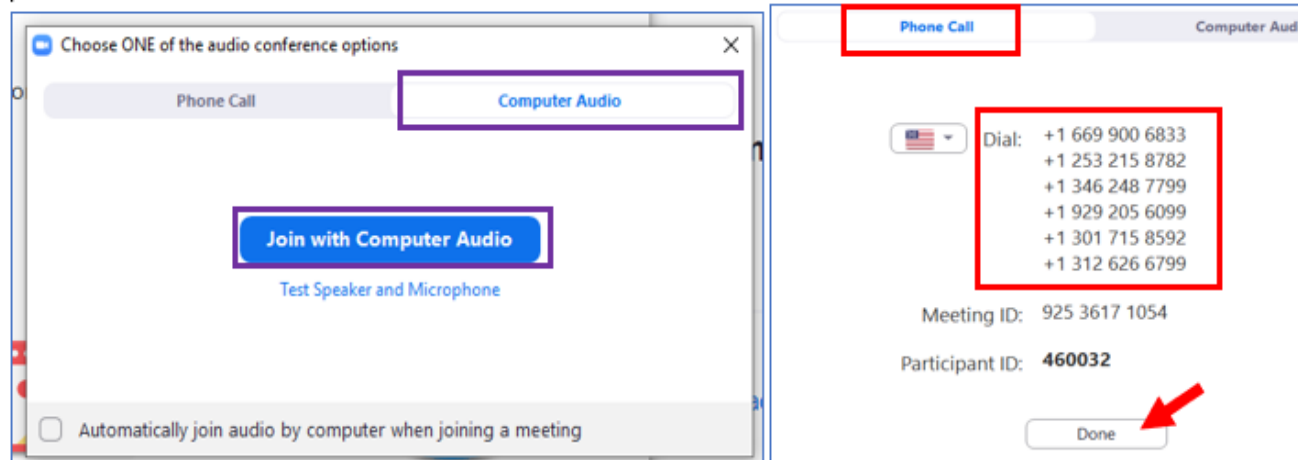 Choose ONE of the audio conference options
Phone Call
Computer Audio
Join with Computer Audio
Test Speaker and Microphone
Automatically join audio by computer when joining a meeting
Phone Call
Computer Aud
Dial:
+1 669 900 6833
+1 253 215 8782
+1 346 248 7799
+1 929 205 6099
+1 301 715 8592
+1 312 626 6799
Meeting ID: 925 3617 1054
Participant ID: 460032
Done